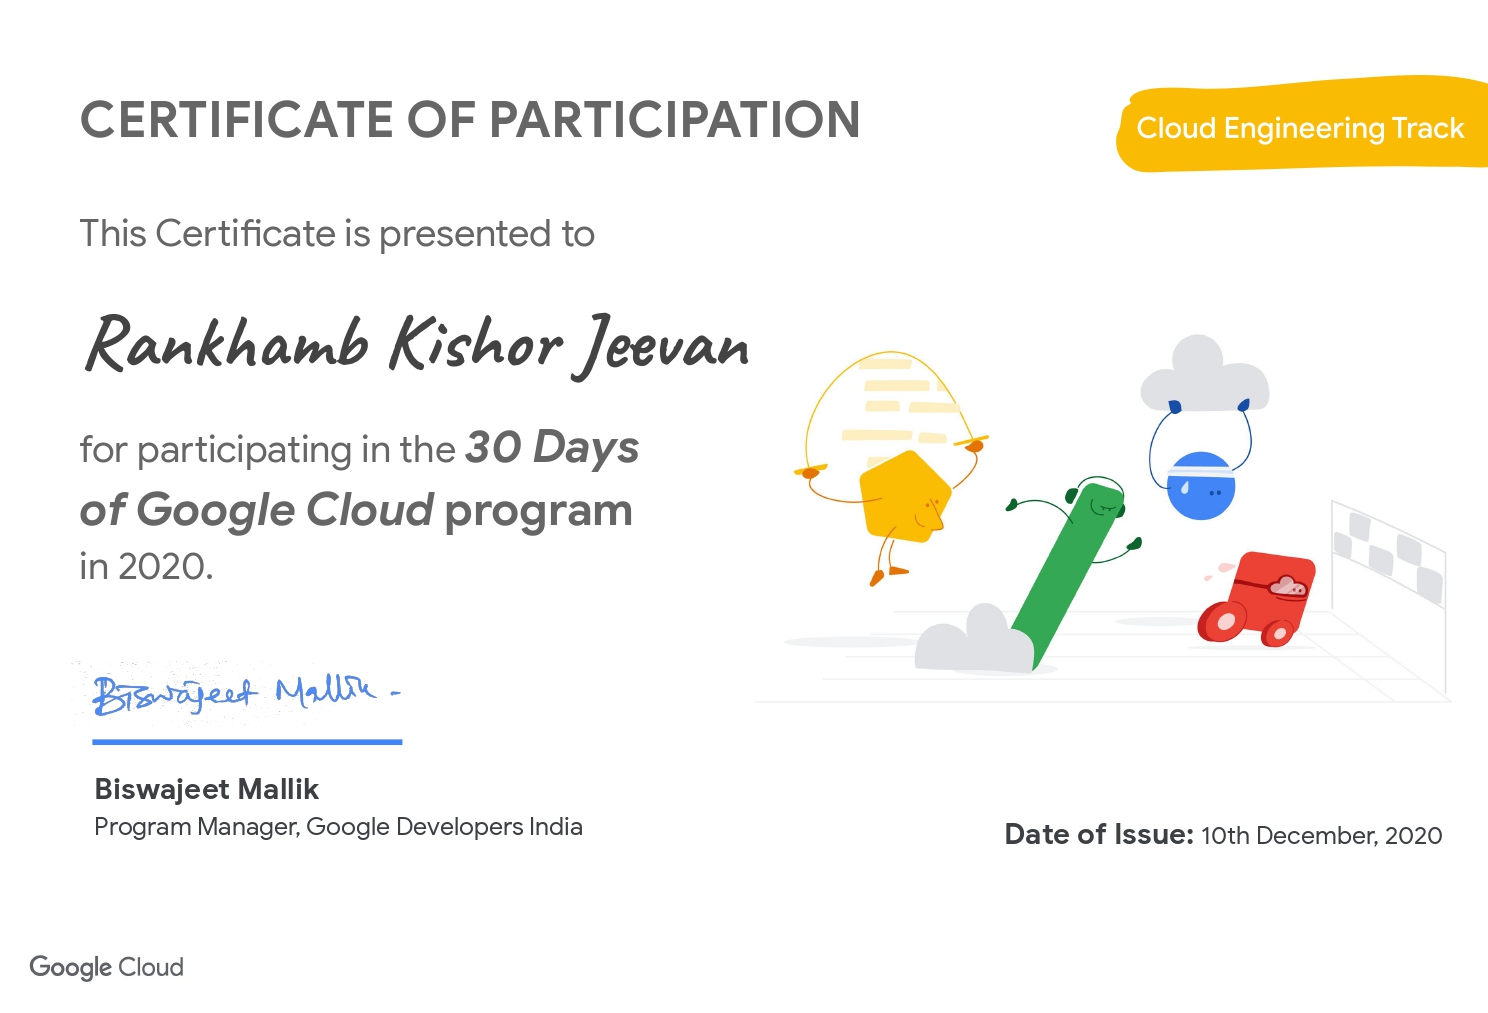 CERTIFICATE OF PARTICIPATION
Cloud Engineering Track
This Certificate is presented to
Rankhamb Kishor Jeevan
for participating in the 30 Days
of Google Cloud program
in 2020.
Biswajeet Mallik -
Biswajeet Mallik
Program Manager, Google Developers India
Date of Issue: 10th December, 2020
Google Cloud